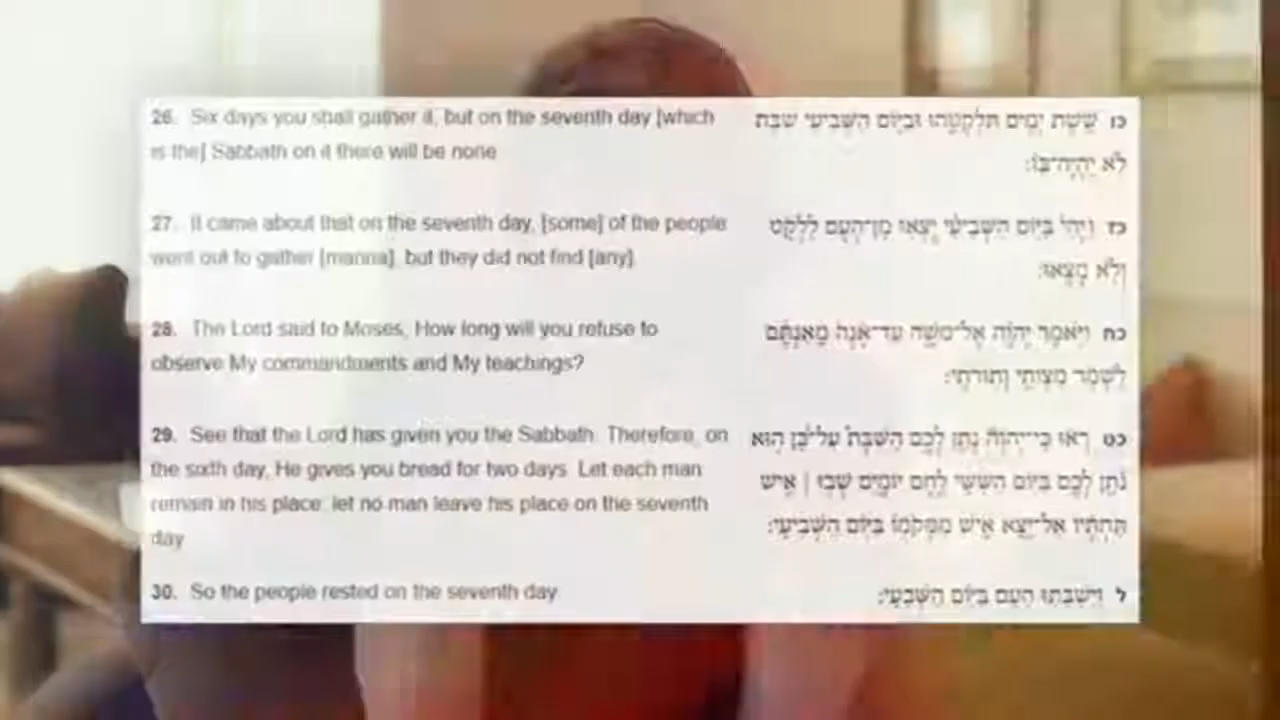 26. Six days you shall gather it, but on the seventh day [which
is the] Sabbath on it there will be none
27. It came about that on the seventh day, [some] of the people
went out to gather [manna], but they did not find [any].
28. The Lord said to Moses, How long will you refuse to
observe My commandments and My teachings?
29. See that the Lord has given you the Sabbath. Therefore, on
the sixth day, He gives you bread for two days. Let each man
remain in his place; let no man leave his place on the seventh
day
30. So the people rested on the seventh day
כו שֵׁשֶׁת יָמִים תִּלְקְטֻהוּ וּבַיּוֹם הַשְּׁבִיעִי שַׁבָּת
לֹא יִהְיֶה־בּוֹ:
כז וַיְהִי בַּיּוֹם הַשְּׁבִיעִי יָצְאוּ מִן־הָעָם לִלְקֹט
וְלֹא מָצָאוּ:
כח וַיֹּאמֶר יְהוָֹה אֶל־משֶׁה עַד־אָנָה מֵאַנְתֶּם
לִשְׁמֹר מִצְוֹתַי וְתוֹרֹתָי:
כט רְאוּ כִּי־יְהוָֹה נָתַן לָכֶם הַשַּׁבָּת עַל־כֵּן הוּא
נֹתֵן לָכֶם בַּיּוֹם הַשִּׁשִּׁי לֶחֶם יוֹמָיִם שְׁבוּ | אִישׁ
תַּחְתָּיו אַל־יֵצֵא אִישׁ מִמְּקֹמוֹ בַּיּוֹם הַשְּׁבִיעִי:
ל וַיִּשְׁבְּתוּ הָעָם בַּיּוֹם הַשְּׁבִעִי: